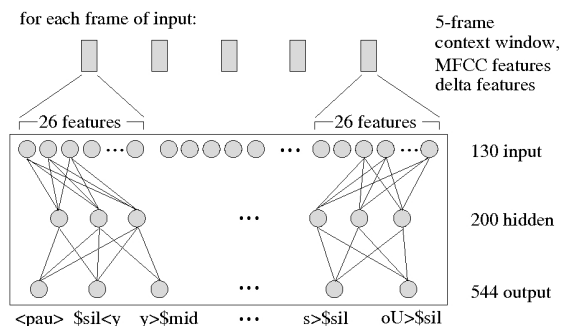 for each frame of input:
5-frame
context window,
MFCC features
delta features
26 features
26 features
130 input
200 hidden
544 output
<pau> $sil<y y>$mid ••• s>$sil oU>$sil